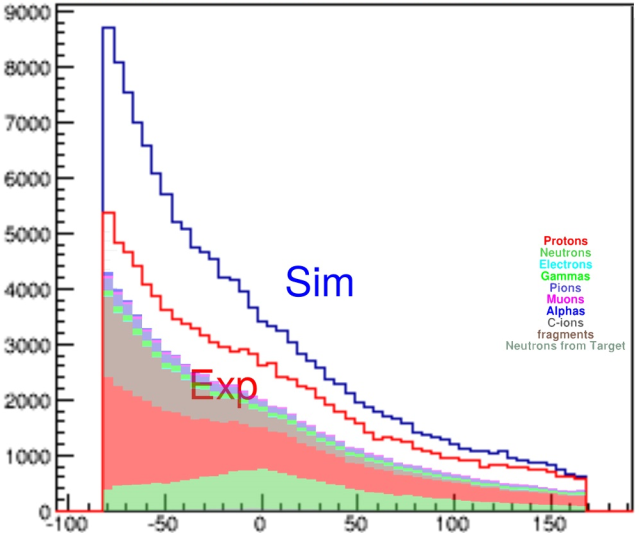 9000
8000
7000
6000
5000
4000
3000
2000
1000
0
-100
-50
0
50
100
150
Sim
Exp
Protons
Neutrons
Electrons
Gammas
Pions
Muons
Alphas
C-ions
fragments
Neutrons from Target